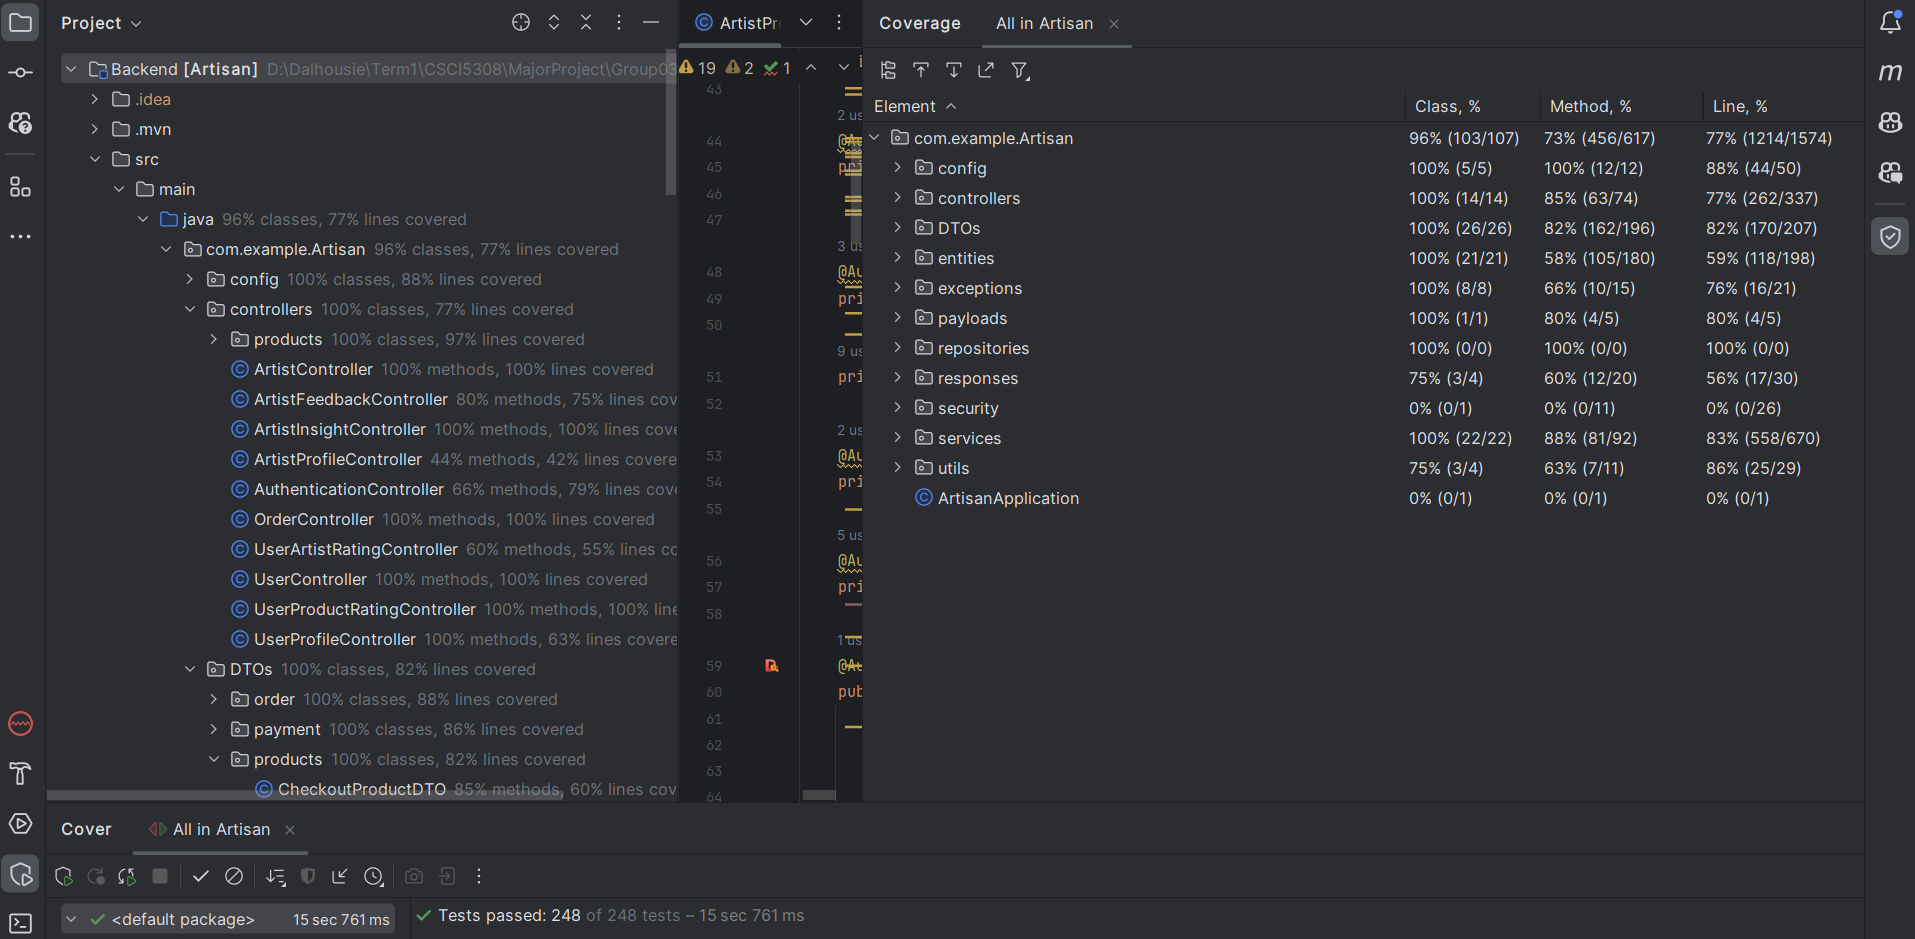 Project
Backend [Artisan] D:\Dalhousie\Term1\CSCI5308\MajorProject\Group03
.idea
.mvn
src
main
java 96% classes, 77% lines covered
com.example.Artisan 96% classes, 77% lines covered
config 100% classes, 88% lines covered
controllers 100% classes, 77% lines covered
products 100% classes, 97% lines covered
ArtistController 100% methods, 100% lines covered
ArtistFeedbackController 80% methods, 75% lines cov
ArtistInsightController 100% methods, 100% lines cove
ArtistProfileController 44% methods, 42% lines covere
AuthenticationController 66% methods, 79% lines cov
OrderController 100% methods, 100% lines covered
UserArtistRatingController 60% methods, 55% lines co
UserController 100% methods, 100% lines covered
UserProductRatingController 100% methods, 100% line
UserProfileController 100% methods, 63% lines covere
DTOs 100% classes, 82% lines covered
order 100% classes, 88% lines covered
payment 100% classes, 86% lines covered
products 100% classes, 82% lines covered
CheckoutProductDTO 85% methods, 60% lines cov
ArtistPr
19 2 1
43
2 us
44 @Au
45 pri
46
47
3 us
48 @Au
49 pri
50
9 us
51 pri
52
2 us
53 @Au
54 pri
55
5 us
56 @Au
57 pri
58
1 us
59 @Au
60 pub
61
62
63
64
Coverage All in Artisan
Element Class, % Method, % Line, %
com.example.Artisan 96% (103/107) 73% (456/617) 77% (1214/1574)
config 100% (5/5) 100% (12/12) 88% (44/50)
controllers 100% (14/14) 85% (63/74) 77% (262/337)
DTOs 100% (26/26) 82% (162/196) 82% (170/207)
entities 100% (21/21) 58% (105/180) 59% (118/198)
exceptions 100% (8/8) 66% (10/15) 76% (16/21)
payloads 100% (1/1) 80% (4/5) 80% (4/5)
repositories 100% (0/0) 100% (0/0) 100% (0/0)
responses 75% (3/4) 60% (12/20) 56% (17/30)
security 0% (0/1) 0% (0/11) 0% (0/26)
services 100% (22/22) 88% (81/92) 83% (558/670)
utils 75% (3/4) 63% (7/11) 86% (25/29)
ArtisanApplication 0% (0/1) 0% (0/1) 0% (0/1)
Cover All in Artisan
<default package> 15 sec 761 ms
Tests passed: 248 of 248 tests – 15 sec 761 ms